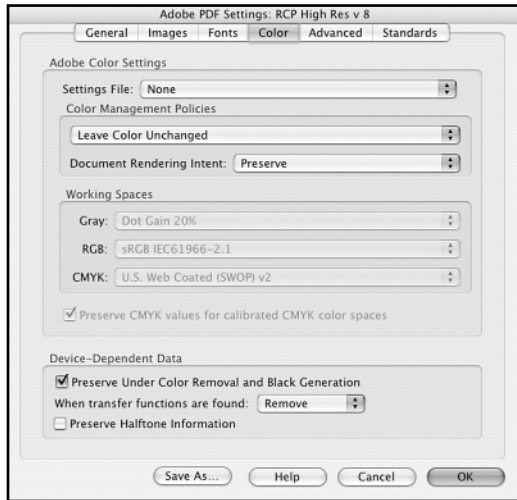 Adobe PDF Settings: RCP High Res v 8
General Images Fonts Color Advanced Standards
Adobe Color Settings
Settings File: None
Color Management Policies
Leave Color Unchanged
Document Rendering Intent: Preserve
Working Spaces
Gray: Dot Gain 20%
RGB: sRGB IEC61966-2.1
CMYK: U.S. Web Coated (SWOP) v2
Preserve CMYK values for calibrated CMYK color spaces
Device-Dependent Data
Preserve Under Color Removal and Black Generation
When transfer functions are found: Remove
Preserve Halftone Information
Save As... Help Cancel OK